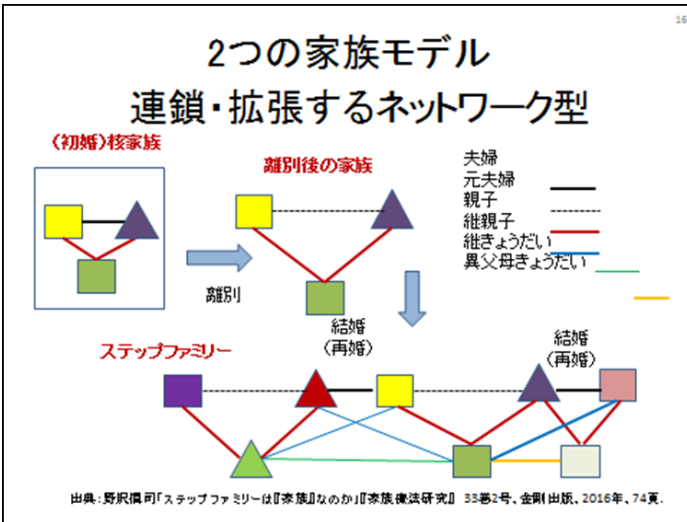 16
2つの家族モデル
連鎖・拡張するネットワーク型
(初婚)核家族
離別後の家族
夫婦
元夫婦
親子
継親子
継きょうだい
異父母きょうだい
離別
結婚
(再婚)
結婚
(再婚)
ステップファミリー
出典:野沢慎司「ステップファミリーは『家族』なのか」『家族療法研究』 33巻2号、金剛出版、2016年、74頁.